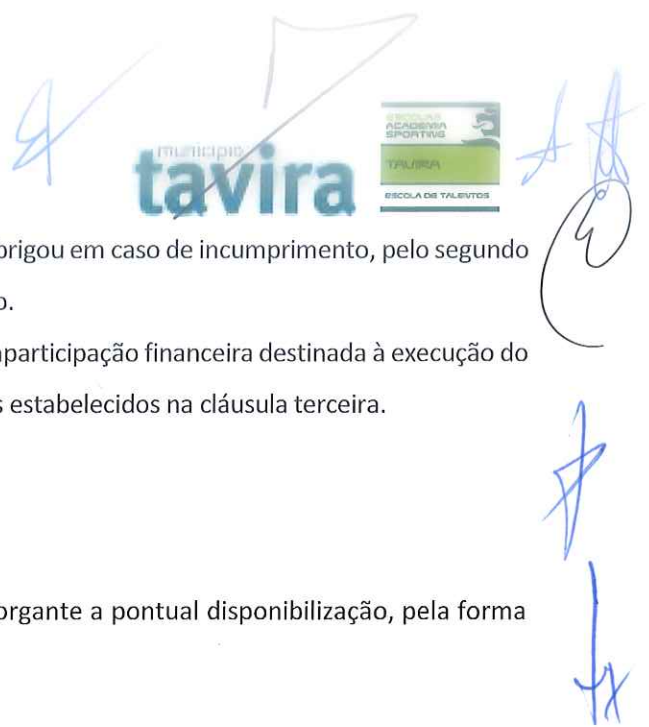 município
tavira
ESCOLAS
ACADEMIA
SPORTING
TAVIRA
ESCOLA DE TALENTOS
brigou em caso de incumprimento, pelo segundo
o.
participação financeira destinada à execução do
s estabelecidos na cláusula terceira.
organte a pontual disponibilização, pela forma